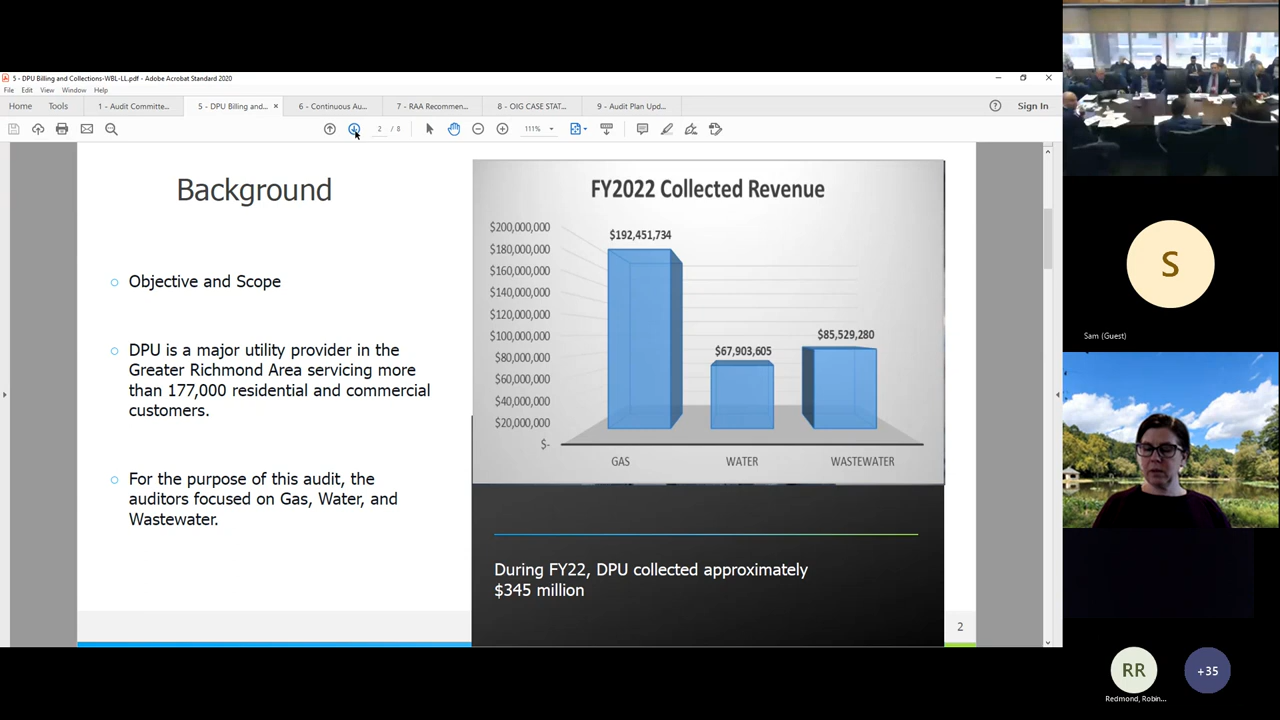 5 - DPU Billing and Collections-WBL-LL.pdf - Adobe Acrobat Standard 2020
File Edit View Window Help
Home Tools 1 - Audit Committe... 5 - DPU Billing and... × 6 - Continuous Au... 7 - RAA Recommen... 8 - OIG CASE STAT... 9 - Audit Plan Upd... Sign In
2 / 8 111%
Background
Objective and Scope
DPU is a major utility provider in the
Greater Richmond Area servicing more
than 177,000 residential and commercial
customers.
For the purpose of this audit, the
auditors focused on Gas, Water, and
Wastewater.
FY2022 Collected Revenue
$200,000,000
$180,000,000
$160,000,000
$140,000,000
$120,000,000
$100,000,000
$80,000,000
$60,000,000
$40,000,000
$20,000,000
$-
$192,451,734
$67,903,605
$85,529,280
GAS WATER WASTEWATER
During FY22, DPU collected approximately
$345 million
2
S
Sam (Guest)
RR
Redmond, Robin...
+35